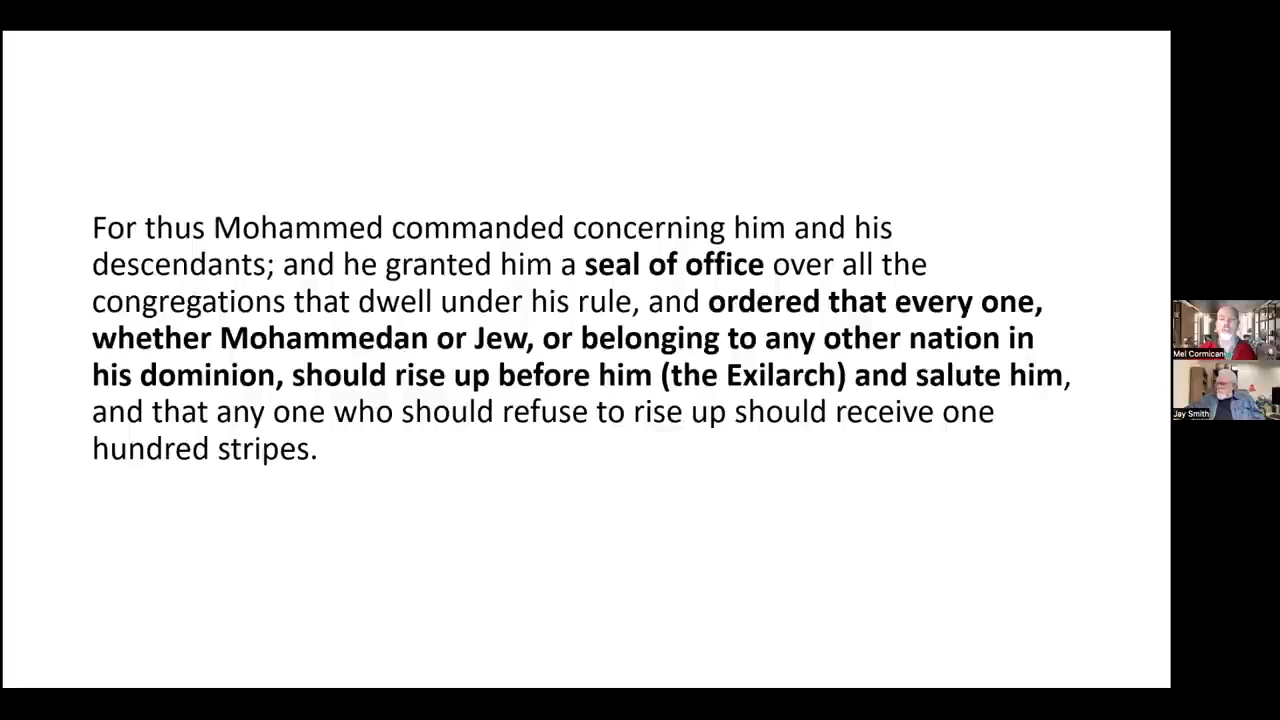 For thus Mohammed commanded concerning him and his
descendants; and he granted him a seal of office over all the
congregations that dwell under his rule, and ordered that every one,
whether Mohammedan or Jew, or belonging to any other nation in
his dominion, should rise up before him (the Exilarch) and salute him,
and that any one who should refuse to rise up should receive one
hundred stripes.
Mel Cormican
Jay Smith